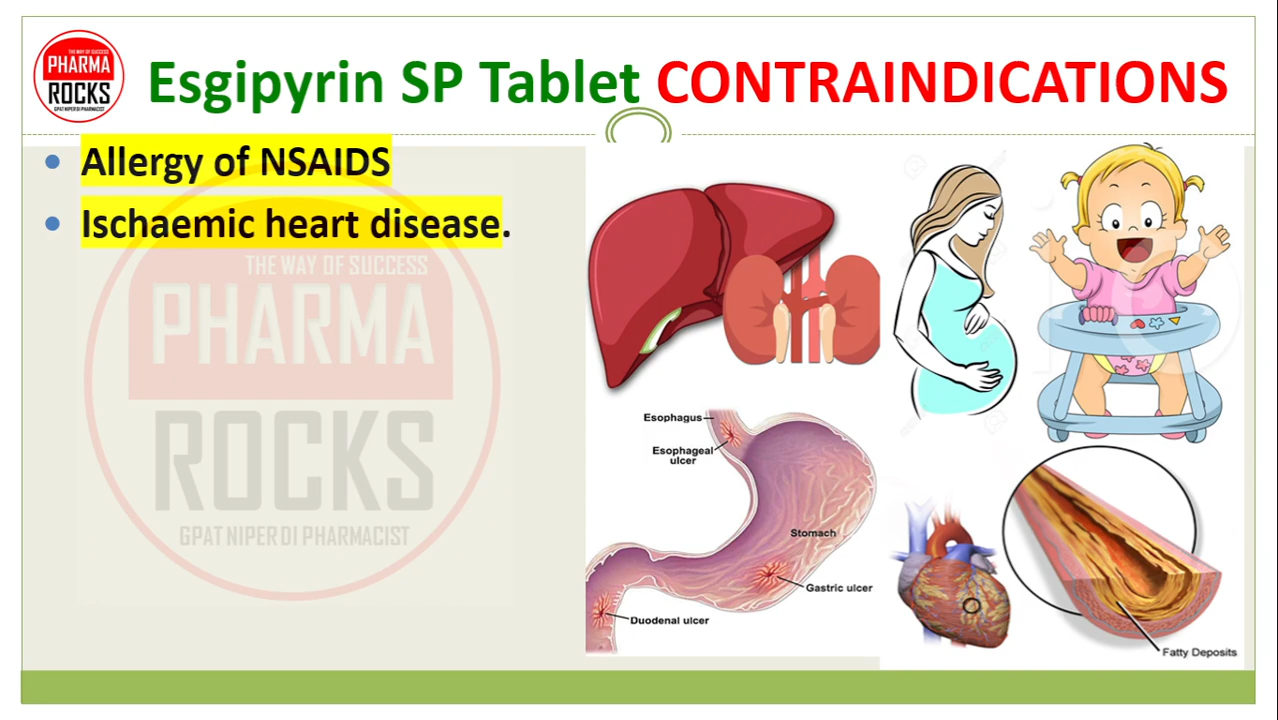 THE WAY OF SUCCESS
PHARMA
ROCKS
GPAT NIPER DI PHARMACIST
Esgipyrin SP Tablet CONTRAINDICATIONS
• Allergy of NSAIDS
• Ischaemic heart disease.
THE WAY OF SUCCESS
PHARMA
ROCKS
GPAT NIPER DI PHARMACIST
Esophagus
Esophageal
ulcer
Stomach
Gastric ulcer
Duodenal ulcer
Fatty Deposits